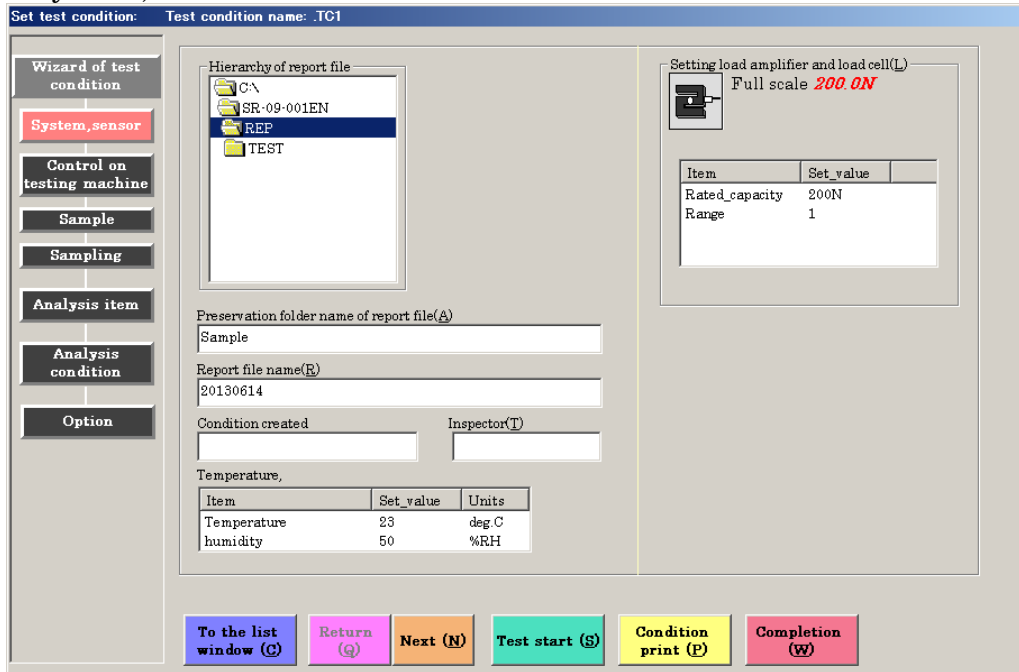 Set test condition: Test condition name: .TC1
Wizard of test
condition
System,sensor
Control on
testing machine
Sample
Sampling
Analysis item
Analysis
condition
Option
Hierarchy of report file
C:\
SR-09-001EN
REP
TEST
Preservation folder name of report file(A)
Sample
Report file name(R)
20130614
Condition created Inspector(T)
Temperature,
Item Set_value Units
Temperature 23 deg.C
humidity 50 %RH
Setting load amplifier and load cell(L)
Full scale 200.0N
Item Set_value
Rated_capacity 200N
Range 1
To the list
window (C)
Return
(Q)
Next (N)
Test start (S)
Condition
print (P)
Completion
(W)